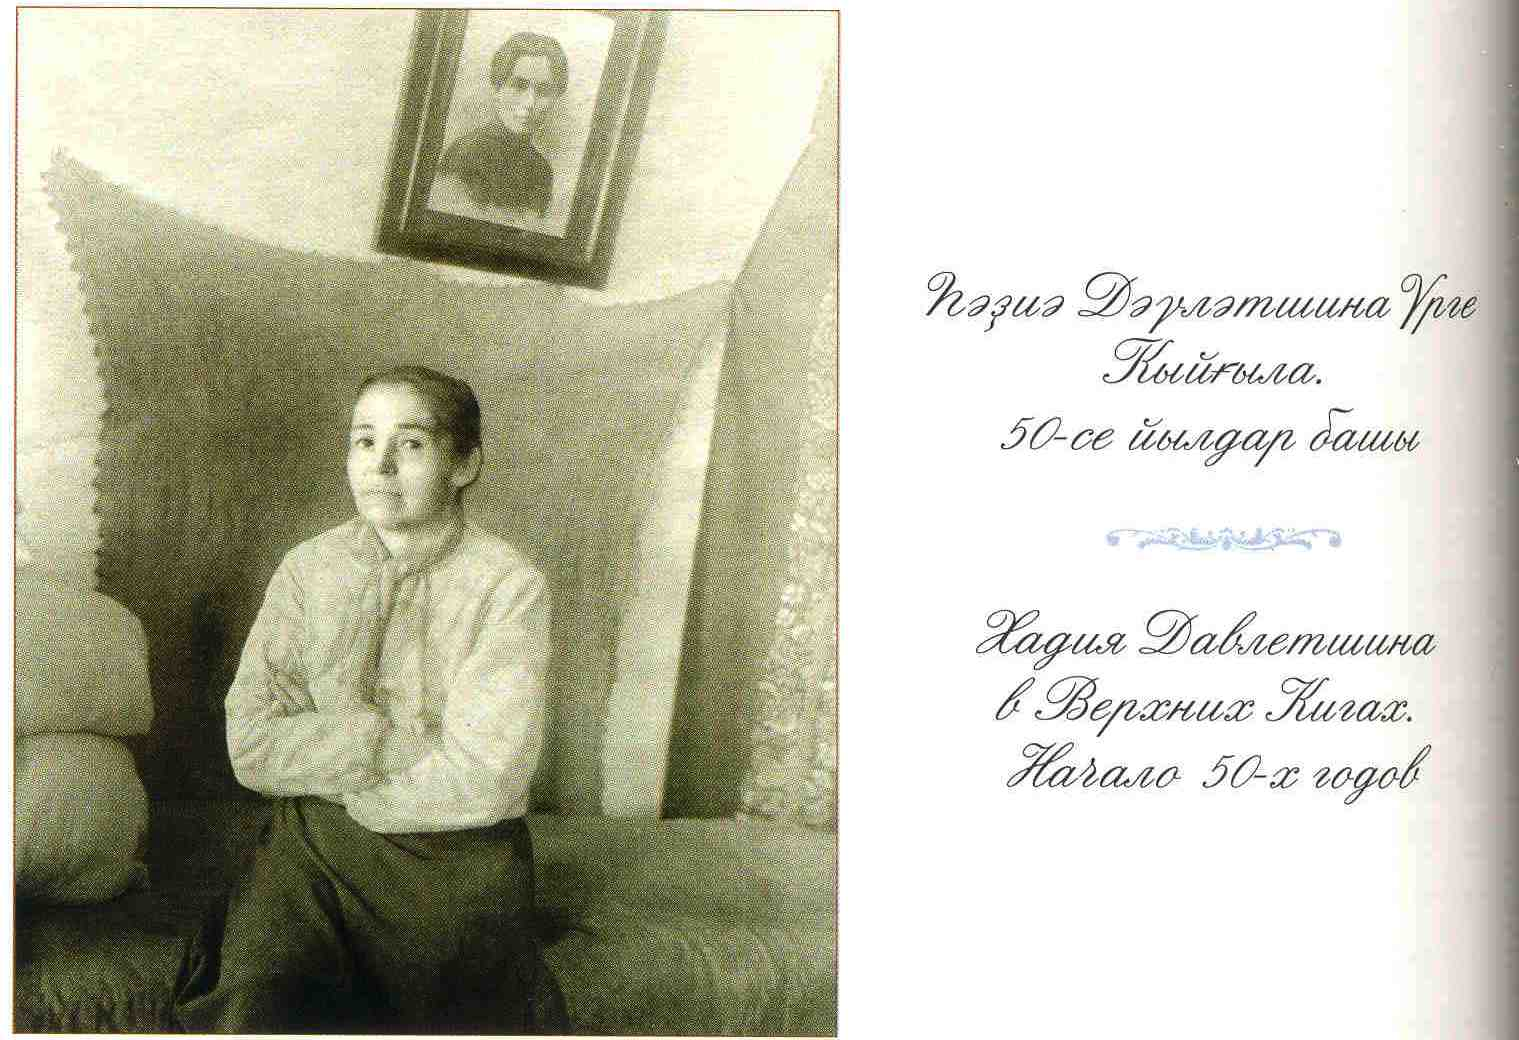 Һәҙиә Дәүләтшина Үрге
Ҡыйғыла.
50-се йылдар башы
Хадия Давлетшина
в Верхних Кигах.
Начало 50-х годов